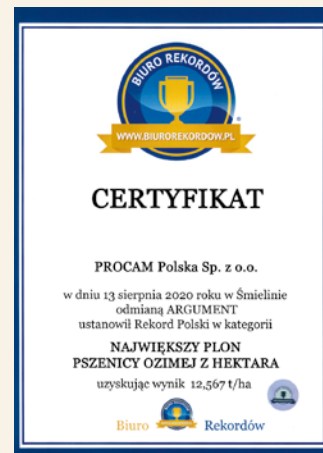 BIURO REKORDÓW
WWW.BIUROREKORDOW.PL
CERTYFIKAT
PROCAM Polska Sp. z o.o.
w dniu 13 sierpnia 2020 roku w Śmielinie
odmianą ARGUMENT
ustanowił Rekord Polski w kategorii
NAJWIĘKSZY PLON
PSZENICY OZIMEJ Z HEKTARA
uzyskując wynik 12,567 t/ha
Biuro Rekordów